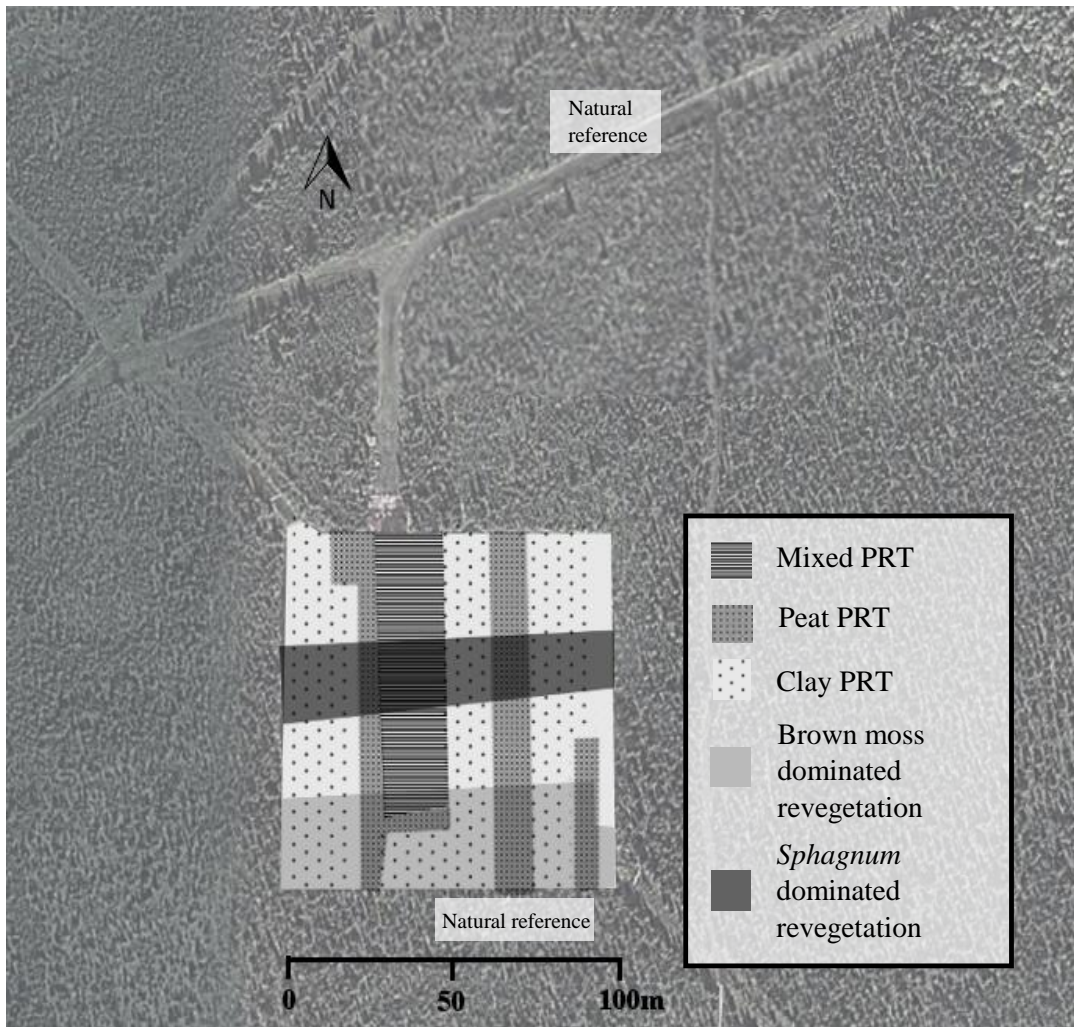 Natural
reference
N
Mixed PRT
Peat PRT
Clay PRT
Brown moss
dominated
revegetation
Sphagnum
dominated
revegetation
Natural reference
0 50 100m